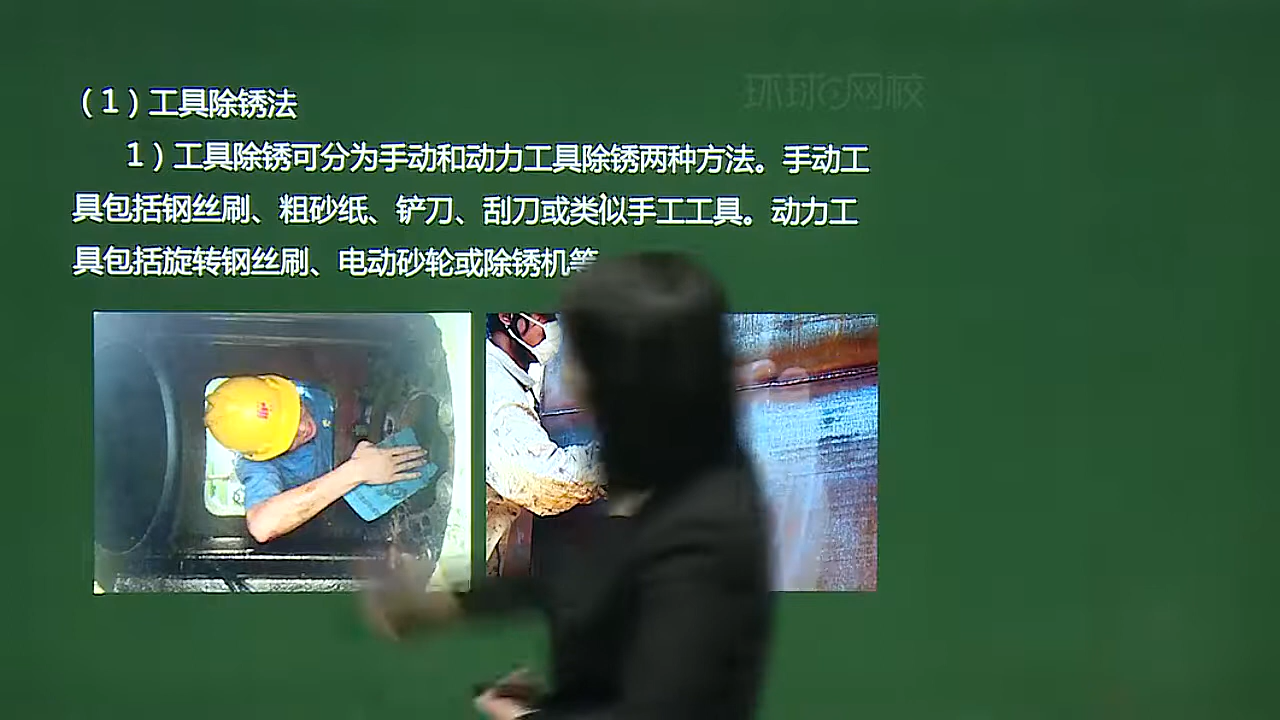 环球网校
（1）工具除锈法
1）工具除锈可分为手动和动力工具除锈两种方法。手动工
具包括钢丝刷、粗砂纸、铲刀、刮刀或类似手工工具。动力工
具包括旋转钢丝刷、电动砂轮或除锈机等